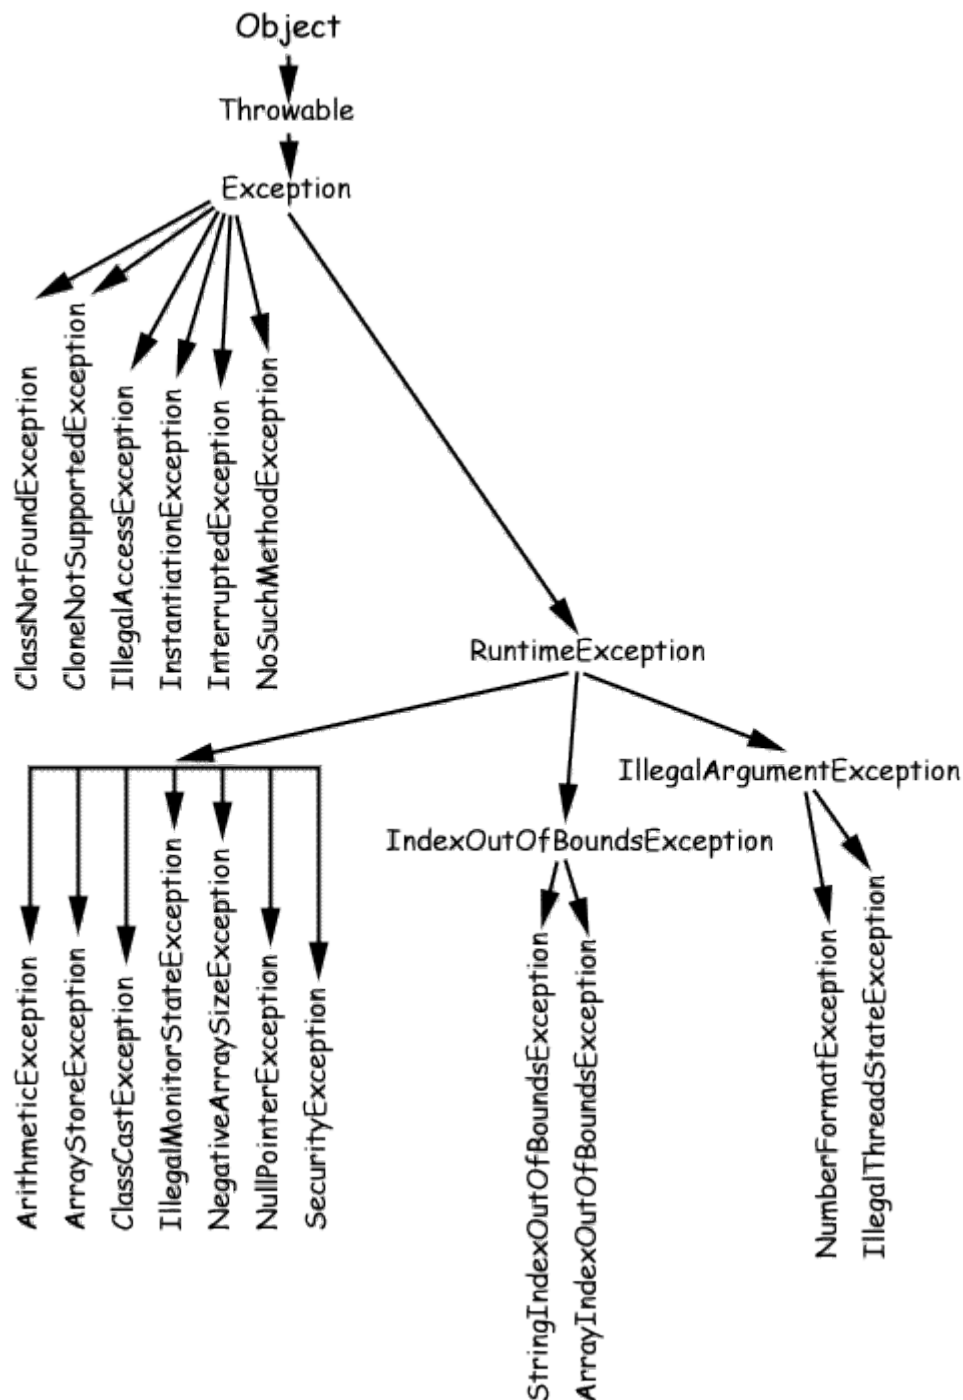 Object
Throwable
Exception
ClassNotFoundException
CloneNotSupportedException
IllegalAccessException
InstantiationException
InterruptedException
NoSuchMethodException
RuntimeException
IllegalArgumentException
IndexOutOfBoundsException
ArithmeticException
ArrayStoreException
ClassCastException
IllegalMonitorStateException
NegativeArraySizeException
NullPointerException
SecurityException
StringIndexOutOfBoundsException
ArrayIndexOutOfBoundsException
NumberFormatException
IllegalThreadStateException